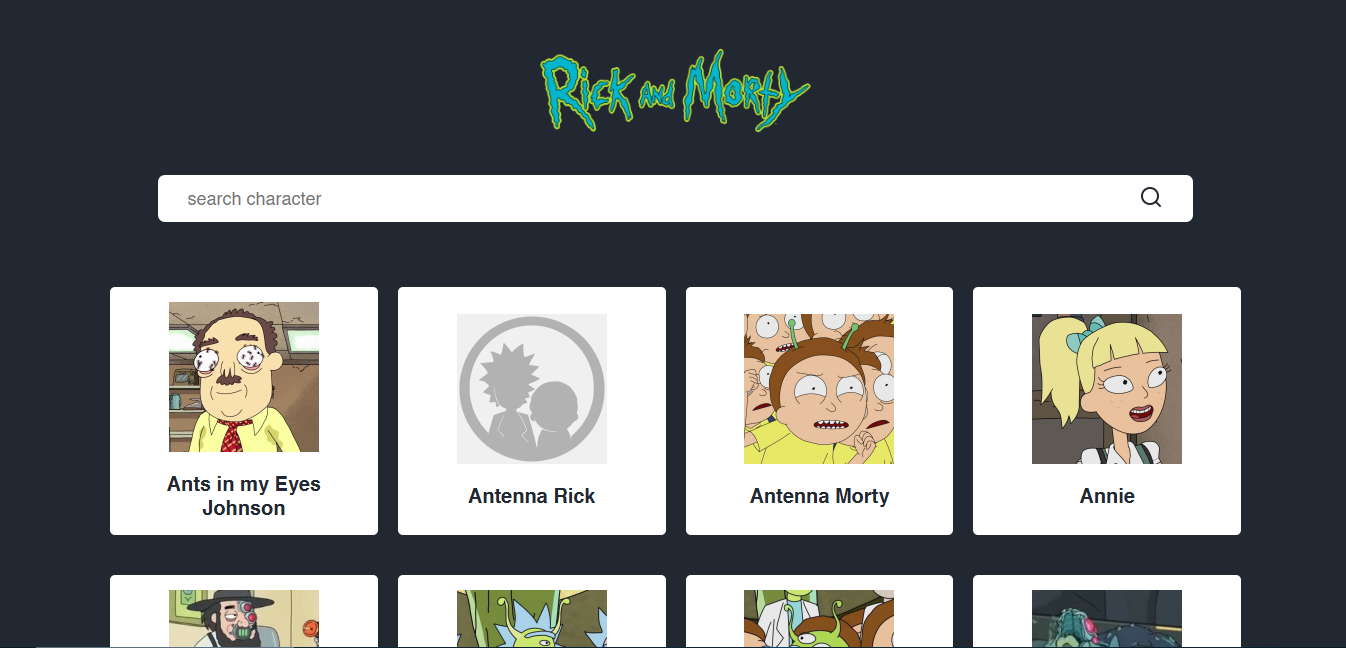 Rick and Morty
search character
Ants in my Eyes
Johnson
Antenna Rick
Antenna Morty
Annie